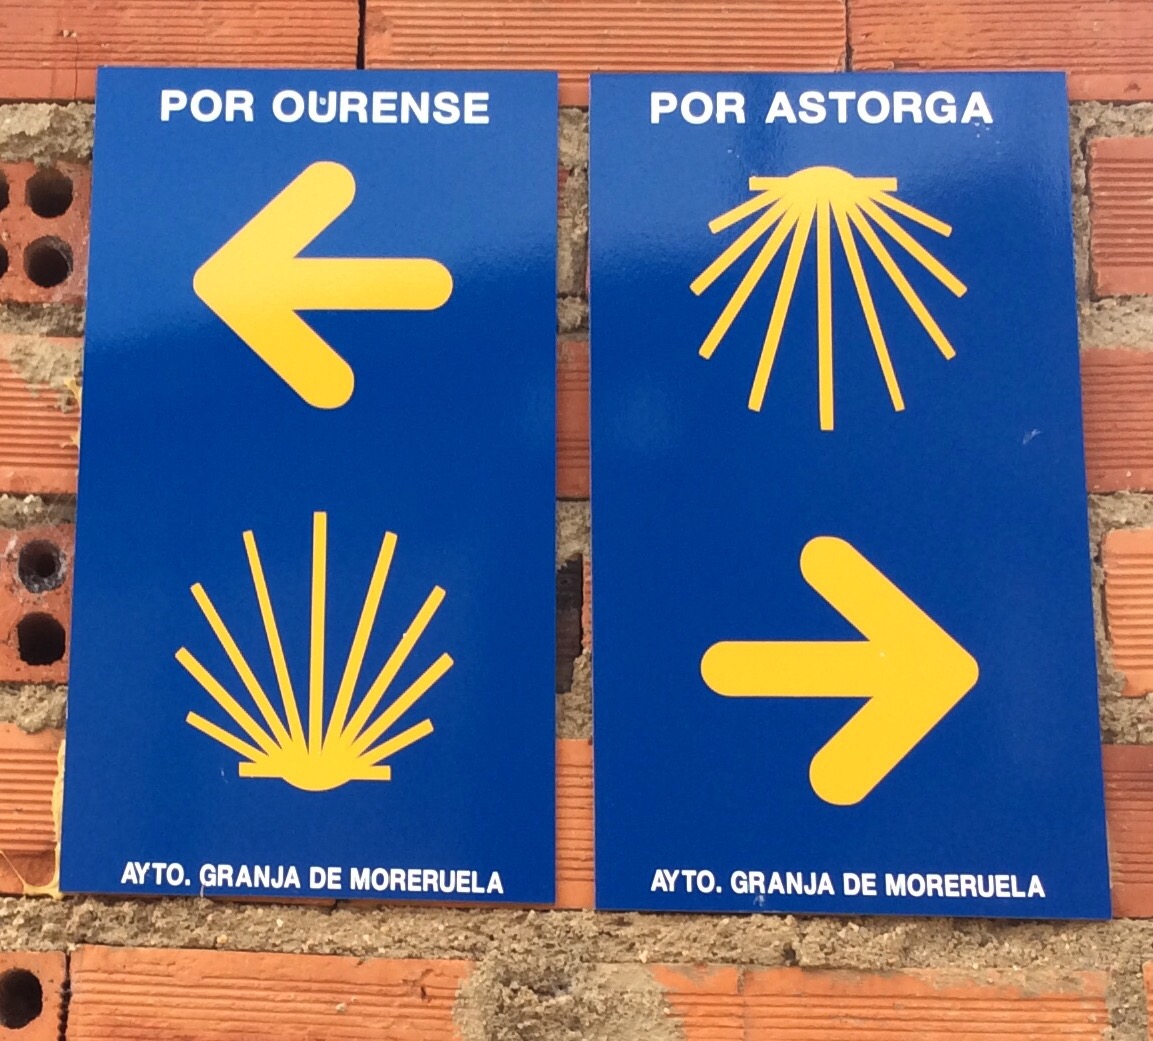 POR OURENSE
AYTO. GRANJA DE MORERUELA
POR ASTORGA
AYTO. GRANJA DE MORERUELA